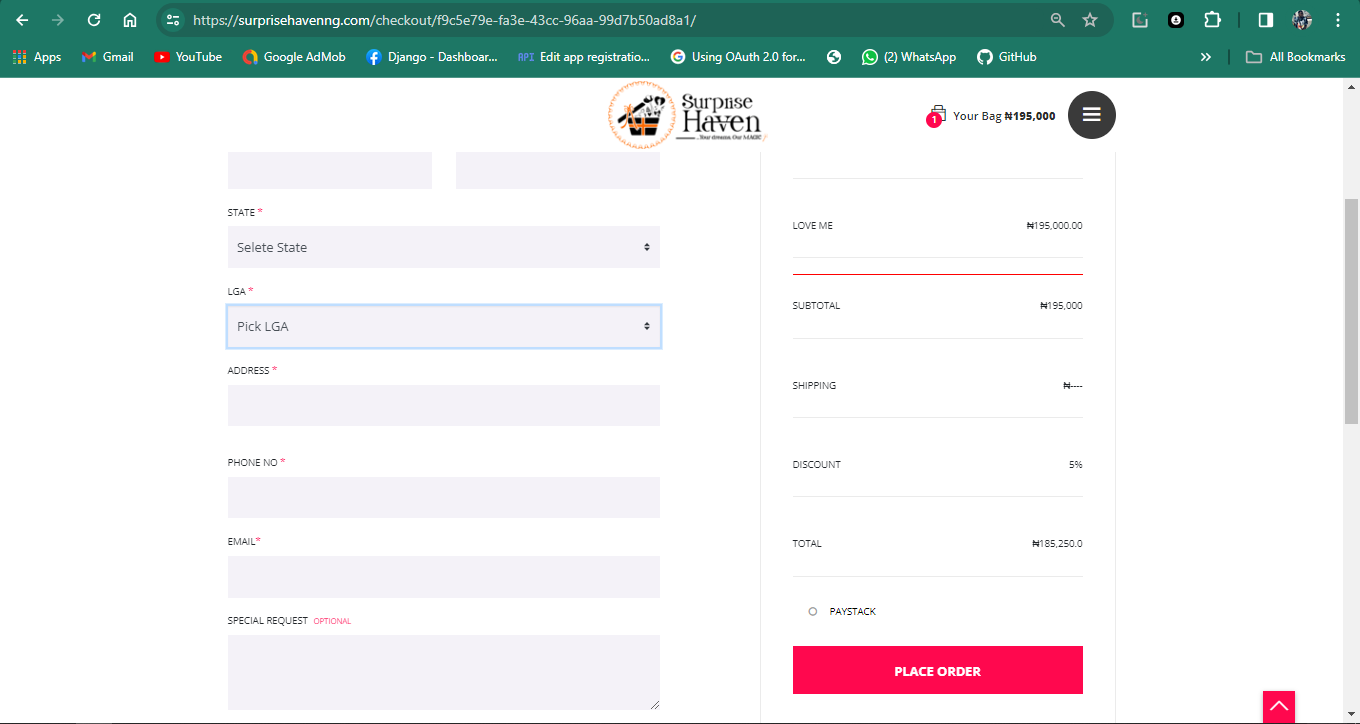 https://surprisehavenng.com/checkout/f9c5e79e-fa3e-43cc-96aa-99d7b50ad8a1/
Apps
Gmail
YouTube
Google AdMob
Django - Dashboar...
API Edit app registratio...
Using OAuth 2.0 for...
(2) WhatsApp
GitHub
»
All Bookmarks
Surprise
Haven
...Your dreams, Our MAGIC
1
Your Bag ₦195,000
STATE *
Selete State
LGA *
Pick LGA
ADDRESS *
PHONE NO *
EMAIL*
SPECIAL REQUEST OPTIONAL
LOVE ME ₦195,000.00
SUBTOTAL ₦195,000
SHIPPING ₦----
DISCOUNT 5%
TOTAL ₦185,250.0
PAYSTACK
PLACE ORDER